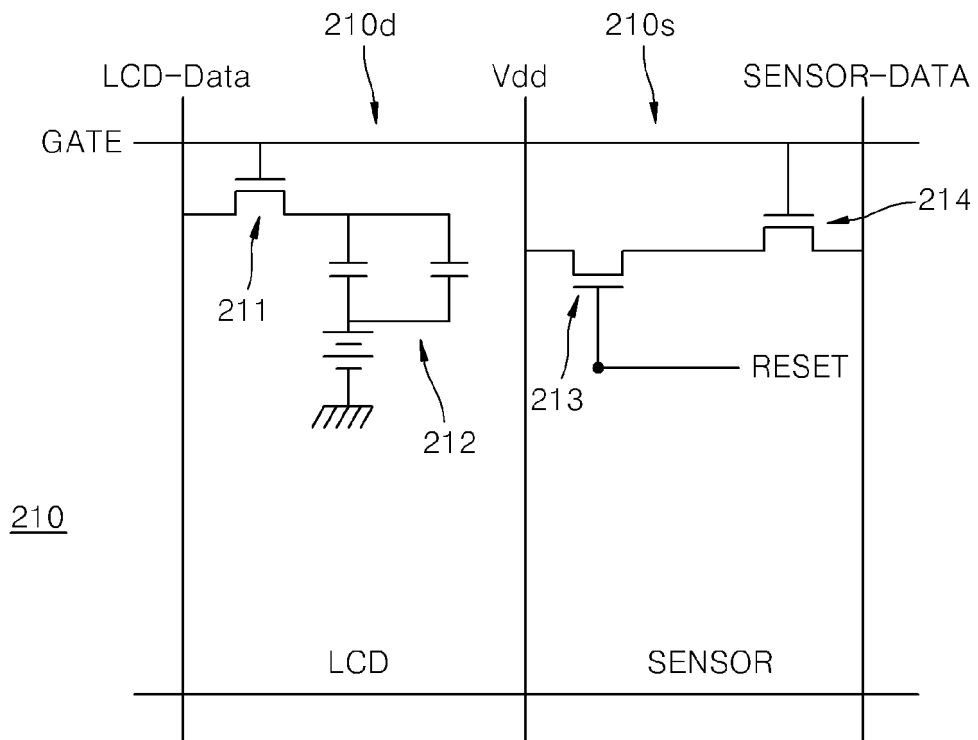 210d
210s
LCD-Data
Vdd
SENSOR-DATA
GATE
214
211
RESET
213
212
210
LCD
SENSOR